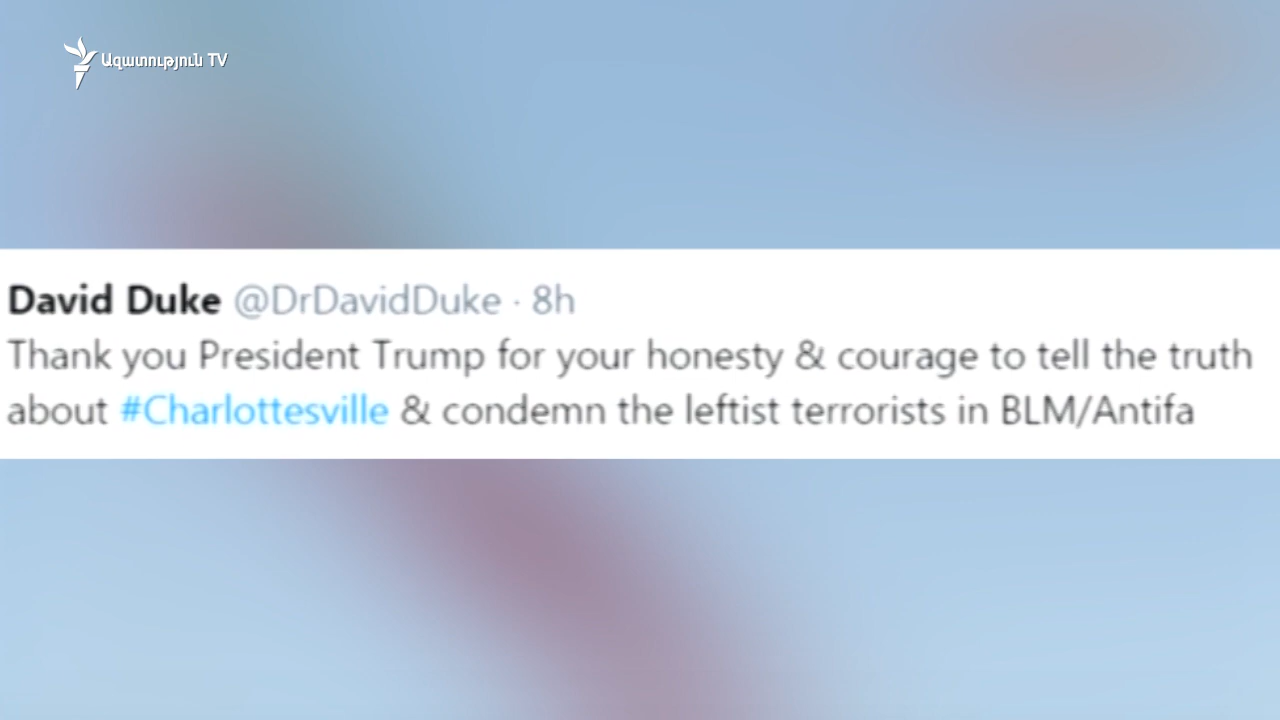 Ազատություն TV
David Duke @DrDavidDuke · 8h
Thank you President Trump for your honesty & courage to tell the truth
about #Charlottesville & condemn the leftist terrorists in BLM/Antifa